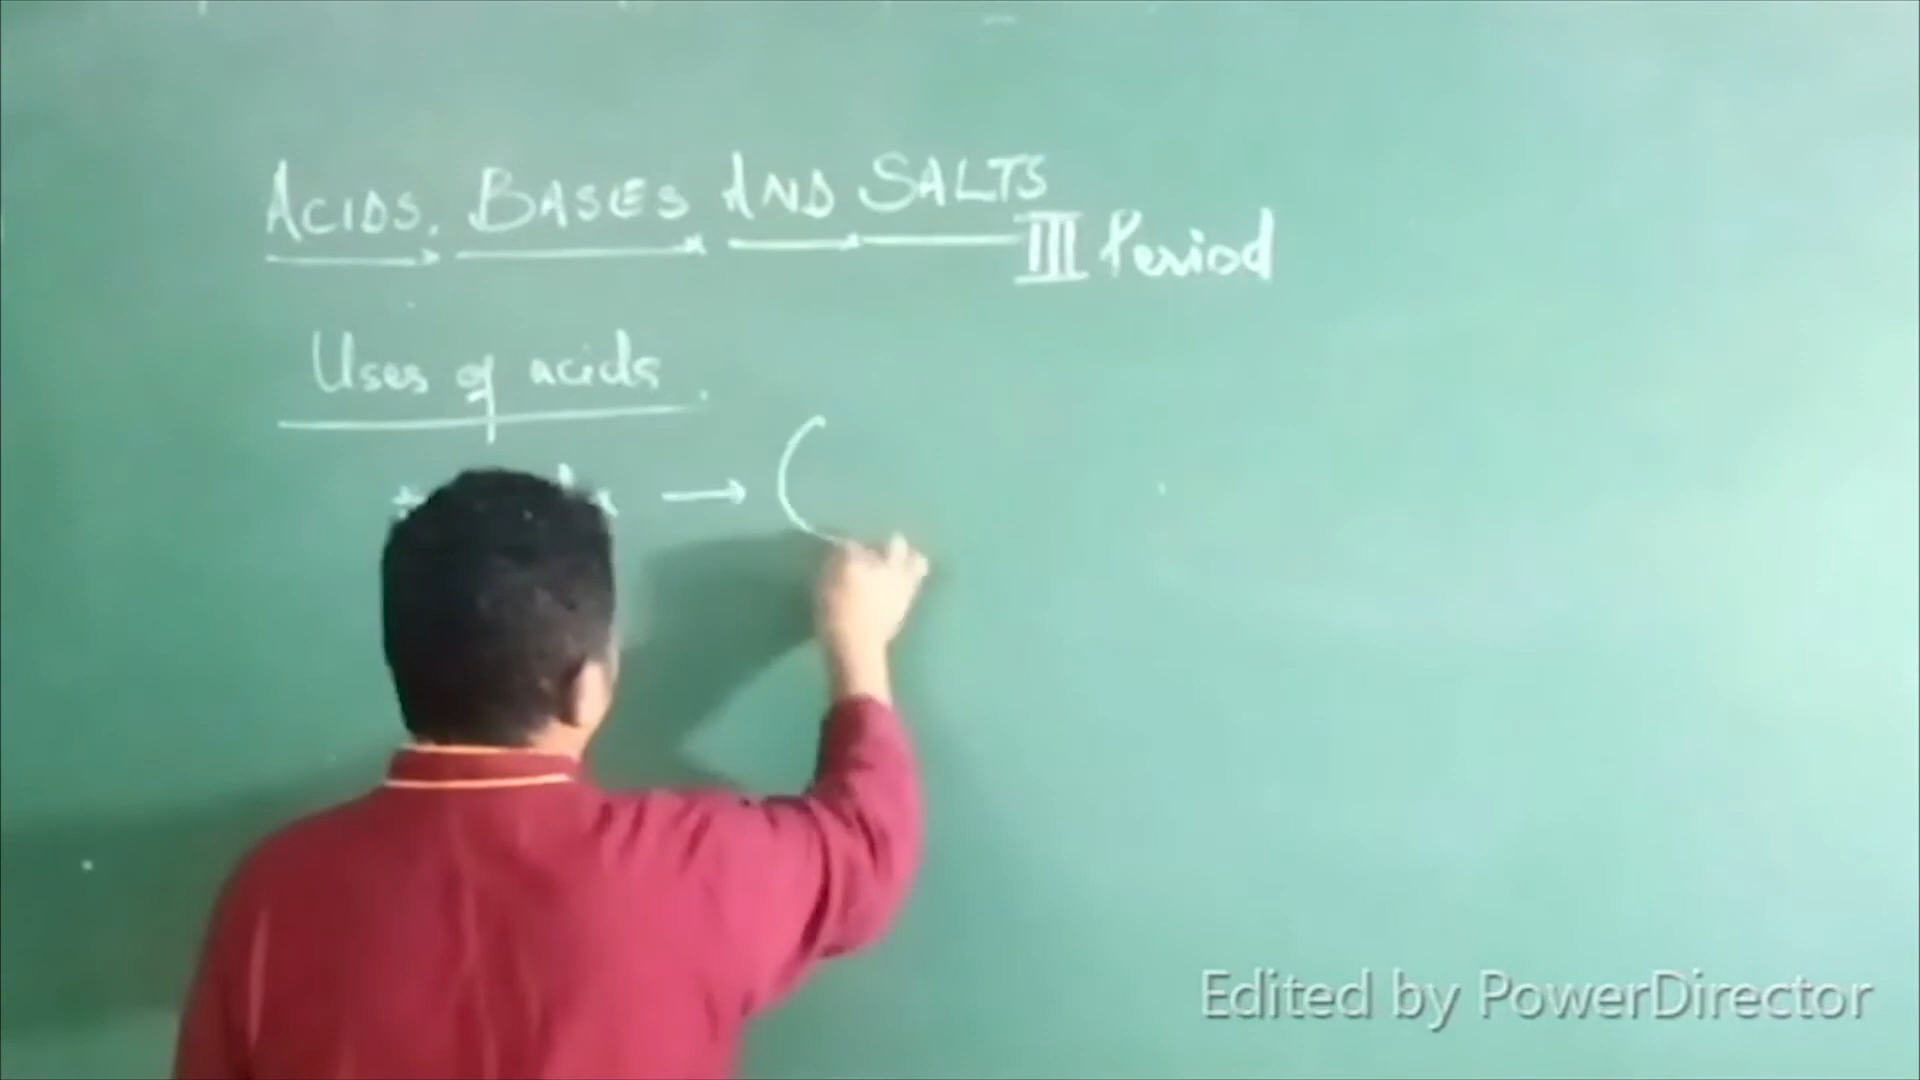 ACIDS, BASES AND SALTS
III Period
Uses of acids.
→ (
Edited by PowerDirector